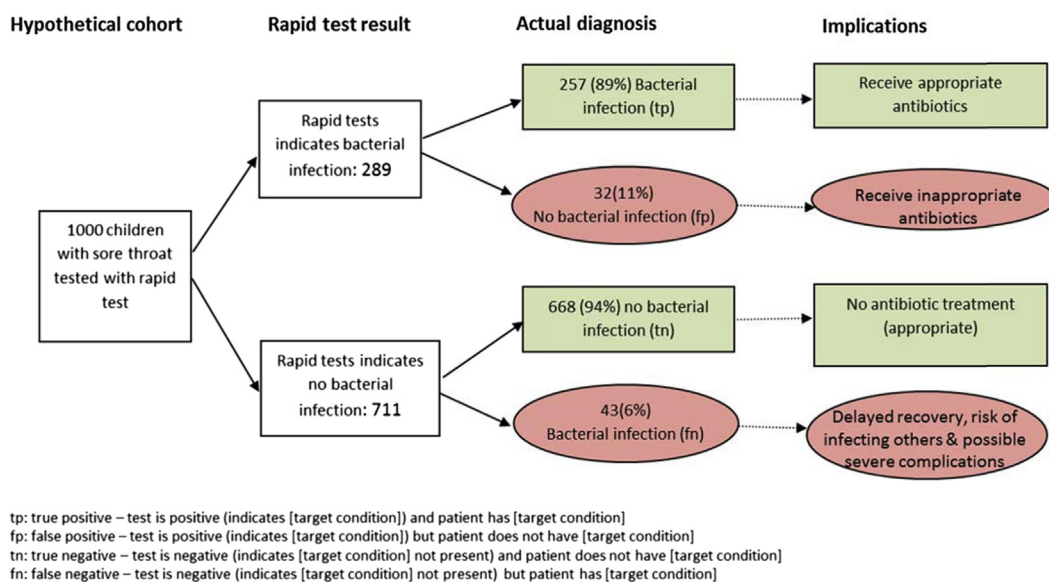 Hypothetical cohort
Rapid test result
Actual diagnosis
Implications
1000 children
with sore throat
tested with rapid
test
Rapid tests
indicates bacterial
infection: 289
257 (89%) Bacterial
infection (tp)
Receive appropriate
antibiotics
32(11%)
No bacterial infection (fp)
Receive inappropriate
antibiotics
Rapid tests indicates
no bacterial
infection: 711
668 (94%) no bacterial
infection (tn)
No antibiotic treatment
(appropriate)
43(6%)
Bacterial infection (fn)
Delayed recovery, risk of
infecting others & possible
severe complications
tp: true positive – test is positive (indicates [target condition]) and patient has [target condition]
fp: false positive – test is positive (indicates [target condition]) but patient does not have [target condition]
tn: true negative – test is negative (indicates [target condition] not present) and patient does not have [target condition]
fn: false negative – test is negative (indicates [target condition] not present) but patient has [target condition]